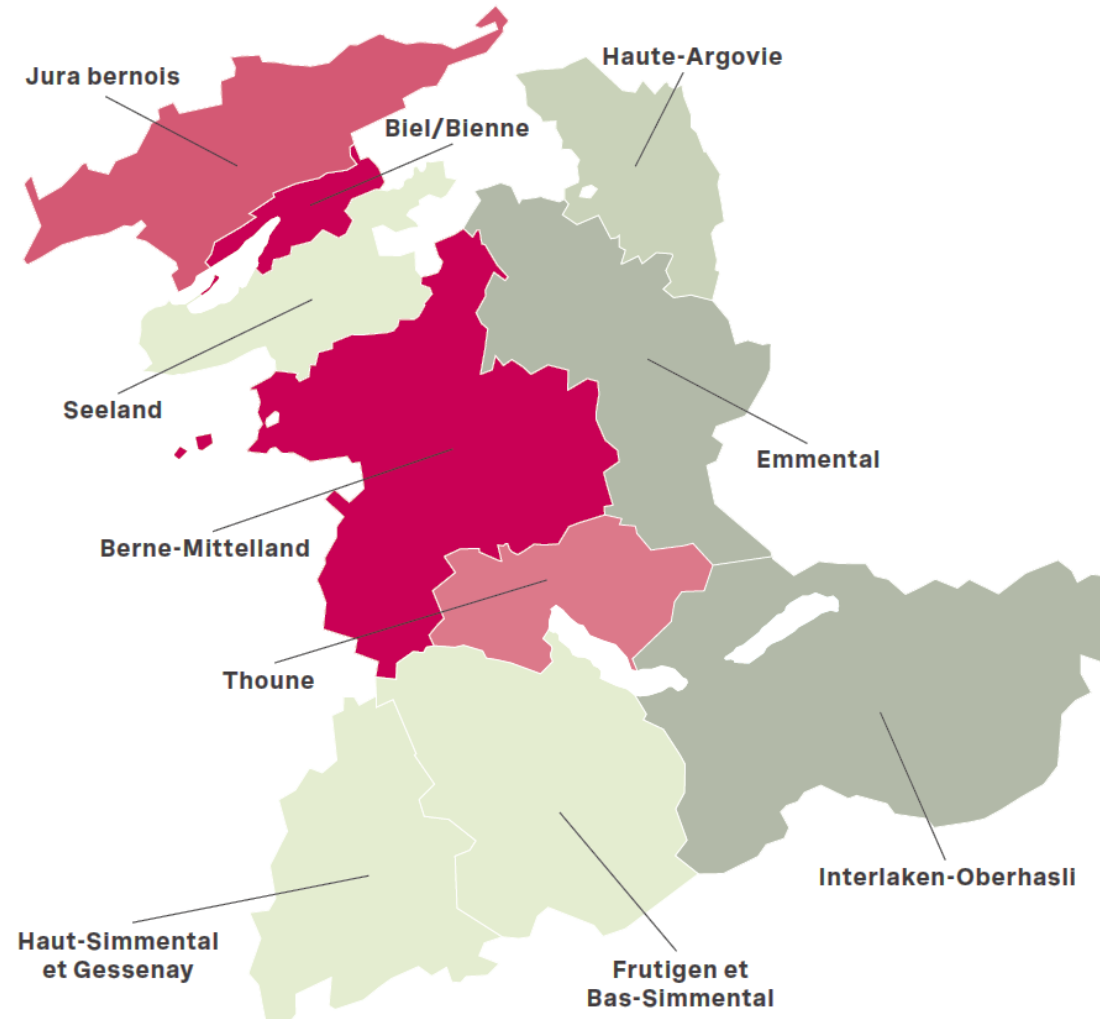 Haute-Argovie
Jura bernois
Biel/Bienne
Seeland
Emmental
Berne-Mittelland
Thoune
Interlaken-Oberhasli
Haut-Simmental
et Gessenay
Frutigen et
Bas-Simmental